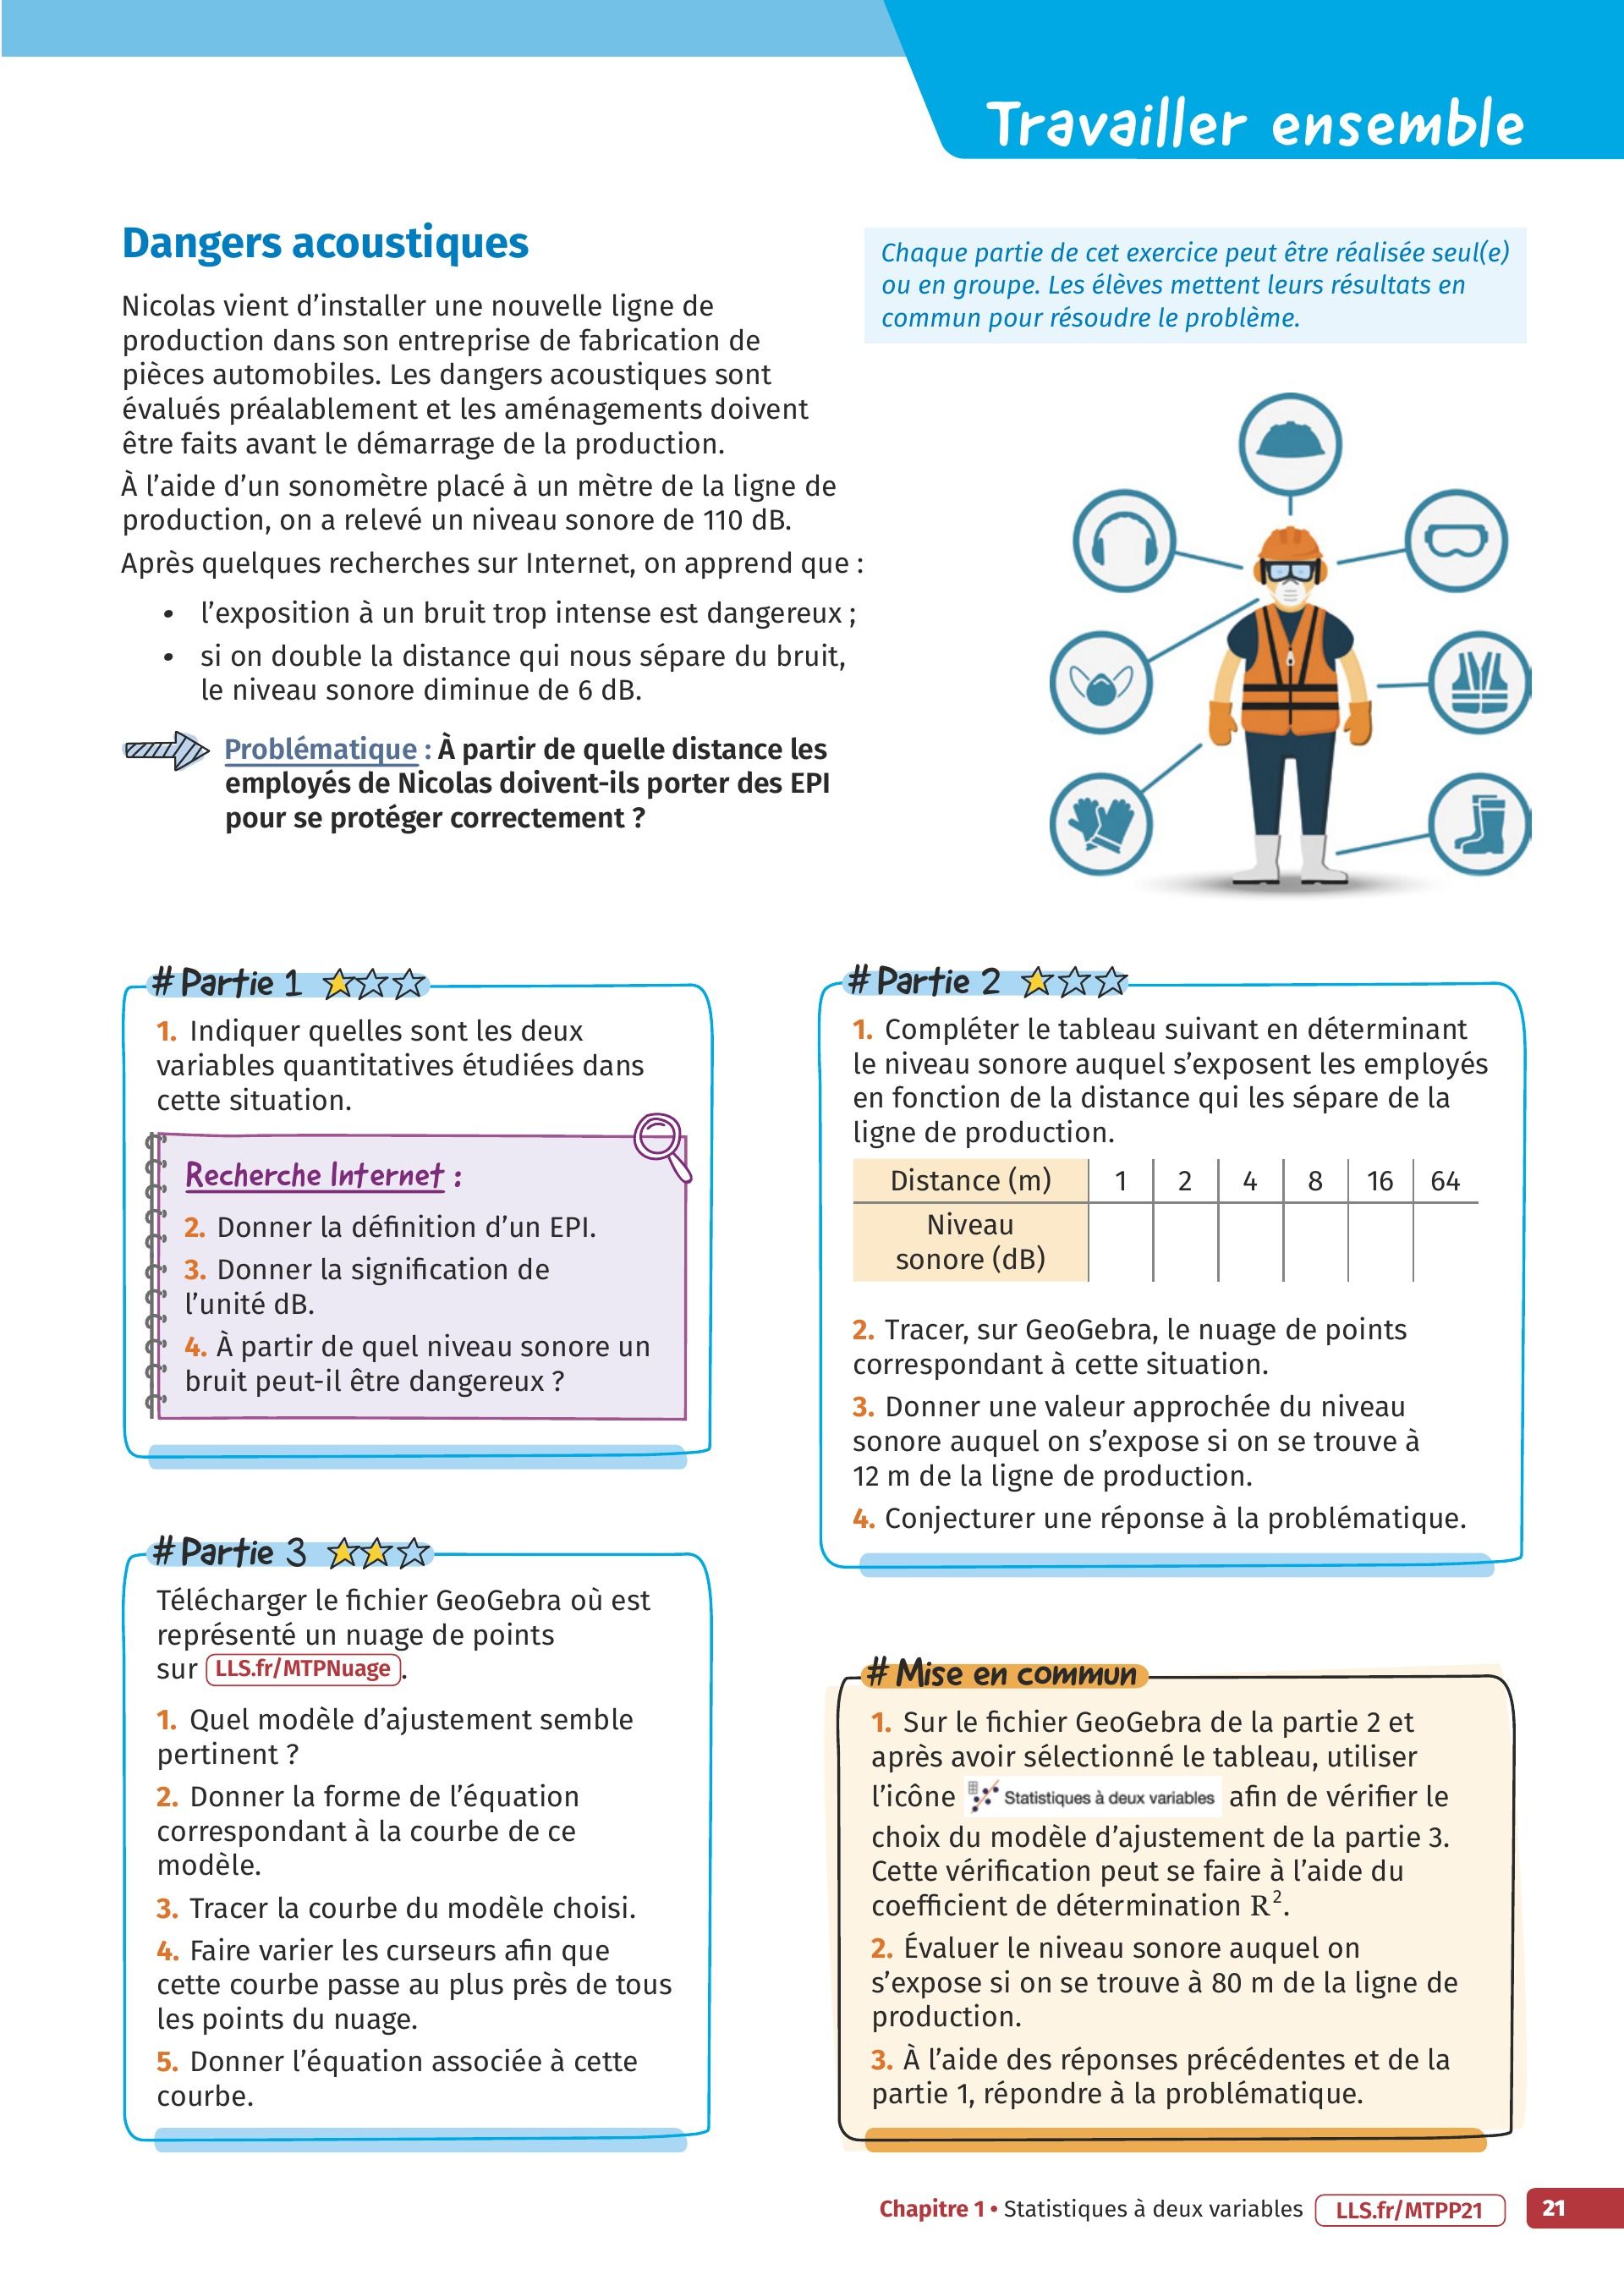 Travailler ensemble
Dangers acoustiques
Chaque partie de cet exercice peut être réalisée seul(e)
ou en groupe. Les élèves mettent leurs résultats en
commun pour résoudre le problème.
Nicolas vient d’installer une nouvelle ligne de
production dans son entreprise de fabrication de
pièces automobiles. Les dangers acoustiques sont
évalués préalablement et les aménagements doivent
être faits avant le démarrage de la production.
À l’aide d’un sonomètre placé à un mètre de la ligne de
production, on a relevé un niveau sonore de 110 dB.
Après quelques recherches sur Internet, on apprend que :
• l’exposition à un bruit trop intense est dangereux ;
• si on double la distance qui nous sépare du bruit,
le niveau sonore diminue de 6 dB.
Problématique : À partir de quelle distance les
employés de Nicolas doivent-ils porter des EPI
pour se protéger correctement ?
# Partie 1
1. Indiquer quelles sont les deux
variables quantitatives étudiées dans
cette situation.
Recherche Internet :
2. Donner la définition d’un EPI.
3. Donner la signification de
l’unité dB.
4. À partir de quel niveau sonore un
bruit peut-il être dangereux ?
# Partie 2
1. Compléter le tableau suivant en déterminant
le niveau sonore auquel s’exposent les employés
en fonction de la distance qui les sépare de la
ligne de production.
Distance (m) 1 2 4 8 16 64
Niveau
sonore (dB)
2. Tracer, sur GeoGebra, le nuage de points
correspondant à cette situation.
3. Donner une valeur approchée du niveau
sonore auquel on s’expose si on se trouve à
12 m de la ligne de production.
4. Conjecturer une réponse à la problématique.
# Partie 3
Télécharger le fichier GeoGebra où est
représenté un nuage de points
sur LLS.fr/MTPNuage .
1. Quel modèle d’ajustement semble
pertinent ?
2. Donner la forme de l’équation
correspondant à la courbe de ce
modèle.
3. Tracer la courbe du modèle choisi.
4. Faire varier les curseurs afin que
cette courbe passe au plus près de tous
les points du nuage.
5. Donner l’équation associée à cette
courbe.
# Mise en commun
1. Sur le fichier GeoGebra de la partie 2 et
après avoir sélectionné le tableau, utiliser
l’icône Statistiques à deux variables afin de vérifier le
choix du modèle d’ajustement de la partie 3.
Cette vérification peut se faire à l’aide du
coefficient de détermination R².
2. Évaluer le niveau sonore auquel on
s’expose si on se trouve à 80 m de la ligne de
production.
3. À l’aide des réponses précédentes et de la
partie 1, répondre à la problématique.
Chapitre 1 • Statistiques à deux variables LLS.fr/MTPP21 21